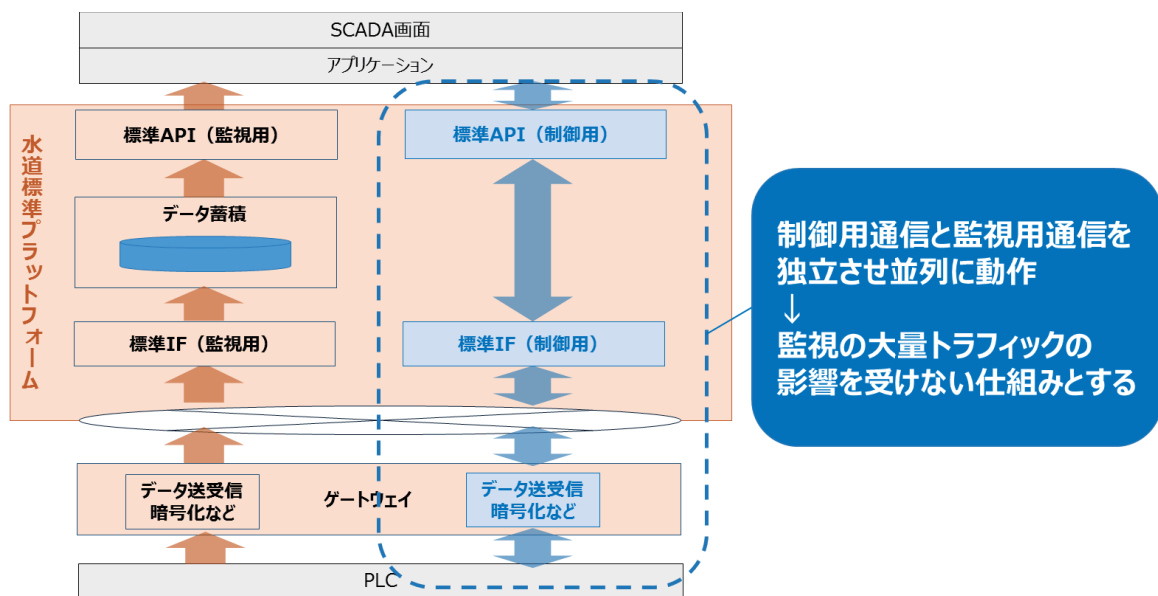 SCADA画面
アプリケーション
水道標準プラットフォーム
標準API（監視用）
標準API（制御用）
データ蓄積
標準IF（監視用）
標準IF（制御用）
制御用通信と監視用通信を
独立させ並列に動作
↓
監視の大量トラフィックの
影響を受けない仕組みとする
データ送受信
暗号化など
ゲートウェイ
データ送受信
暗号化など
PLC